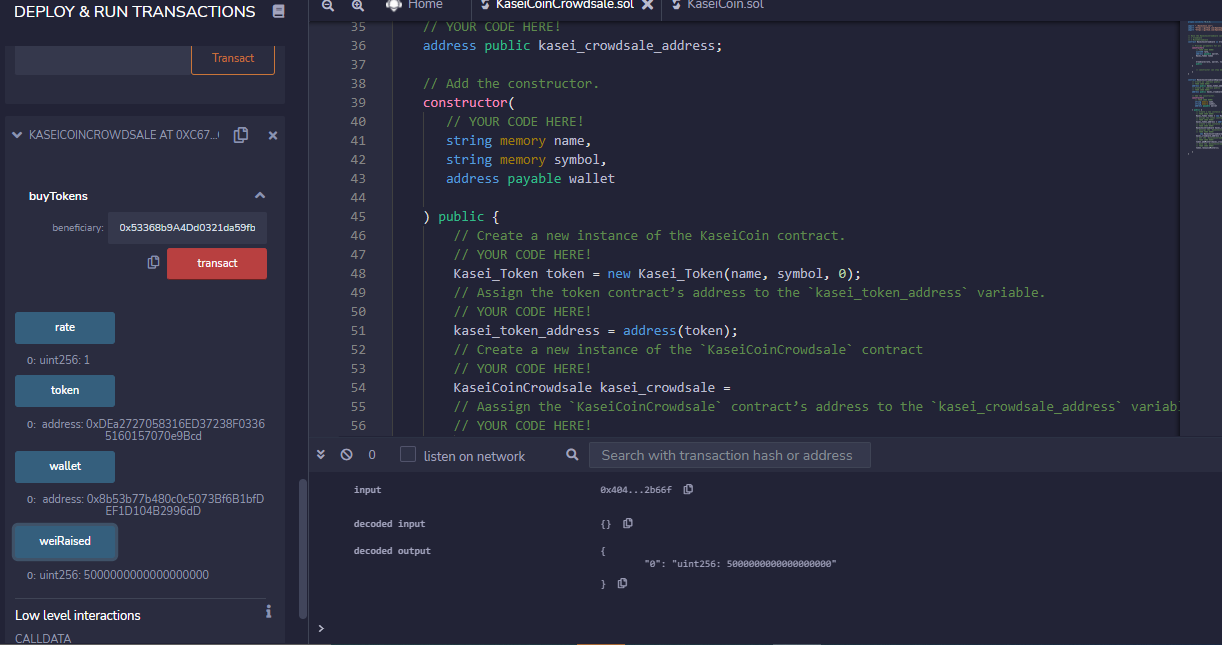 DEPLOY & RUN TRANSACTIONS
Transact
KASEICOINCROWDSALE AT 0XC67...
buyTokens
beneficiary: 0x53368b9A4Dd0321da59fb
transact
rate
0: uint256: 1
token
0: address: 0xDEa2727058316ED37238F0336
5160157070e9Bcd
wallet
0: address: 0x8b53b77b480c0c5073Bf6B1bfD
EF1D104B2996dD
weiRaised
0: uint256: 5000000000000000000
Low level interactions
CALLDATA
Home
KaseiCoinCrowdsale.sol
KaseiCoin.sol
35 // YOUR CODE HERE!
36 address public kasei_crowdsale_address;
37
38 // Add the constructor.
39 constructor(
40 // YOUR CODE HERE!
41 string memory name,
42 string memory symbol,
43 address payable wallet
44
45 ) public {
46 // Create a new instance of the KaseiCoin contract.
47 // YOUR CODE HERE!
48 Kasei_Token token = new Kasei_Token(name, symbol, 0);
49 // Assign the token contract’s address to the `kasei_token_address` variable.
50 // YOUR CODE HERE!
51 kasei_token_address = address(token);
52 // Create a new instance of the `KaseiCoinCrowdsale` contract
53 // YOUR CODE HERE!
54 KaseiCoinCrowdsale kasei_crowdsale =
55 // Aassign the `KaseiCoinCrowdsale` contract’s address to the `kasei_crowdsale_address` variab
56 // YOUR CODE HERE!
0
listen on network
Search with transaction hash or address
input 0x404...2b66f
decoded input {}
decoded output {
"0": "uint256: 5000000000000000000"
}
>